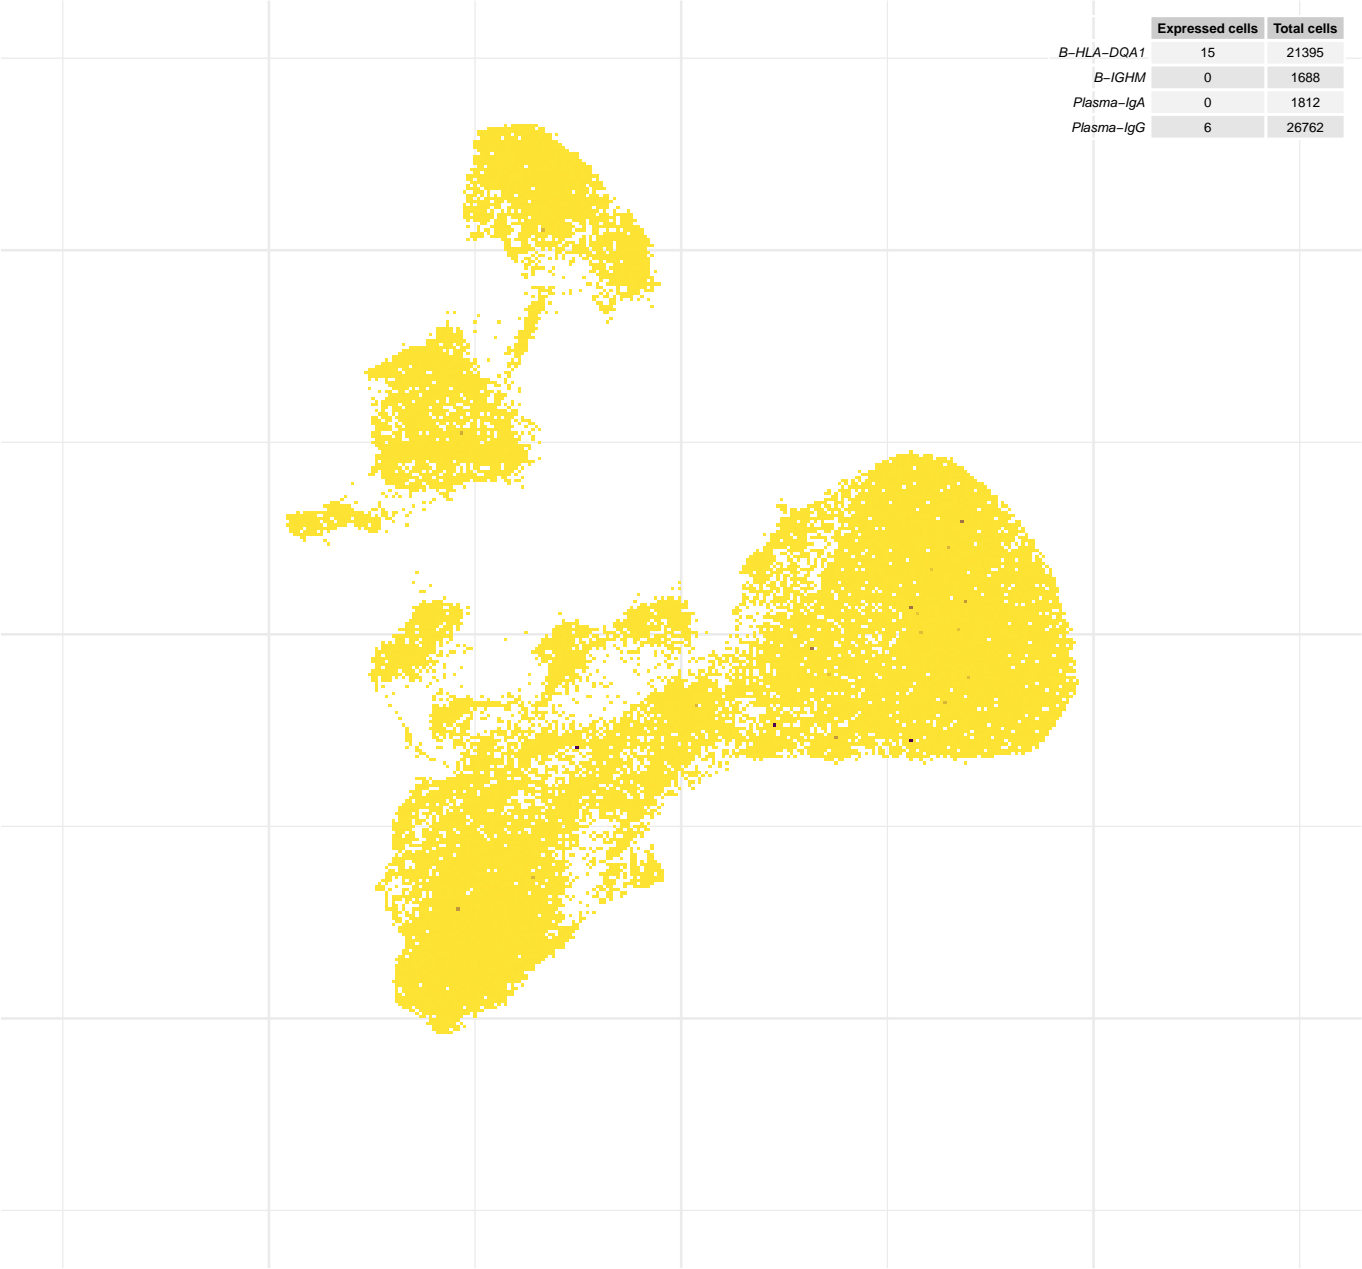 Expressed cells Total cells
B−HLA−DQA1 15 21395
B−IGHM 0 1688
Plasma−IgA 0 1812
Plasma−IgG 6 26762